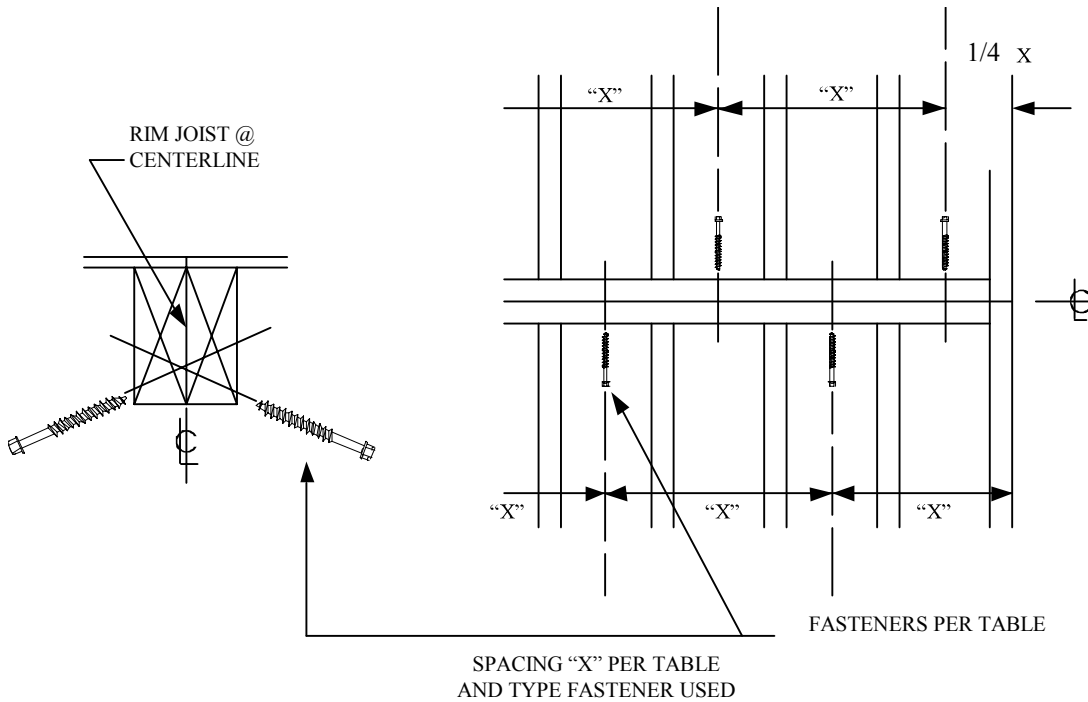 1/4 X
“X”
“X”
RIM JOIST @
CENTERLINE
C L
C L
“X”
“X”
“X”
FASTENERS PER TABLE
SPACING “X” PER TABLE
AND TYPE FASTENER USED